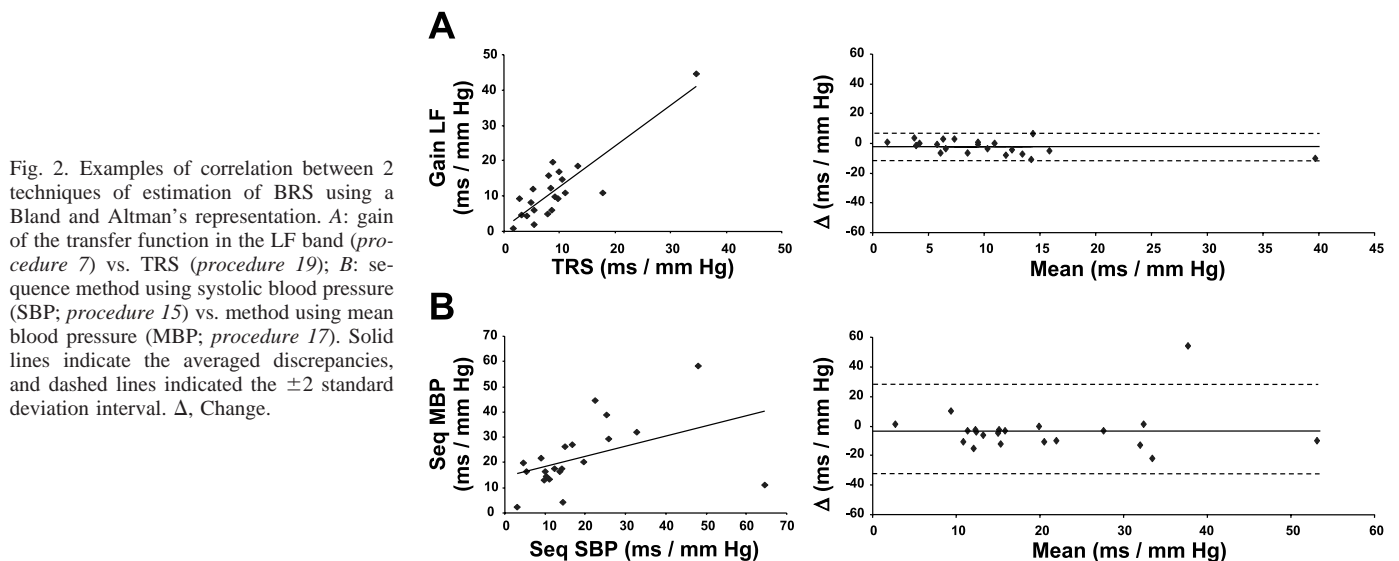 Fig. 2. Examples of correlation between 2
techniques of estimation of BRS using a
Bland and Altman's representation. A: gain
of the transfer function in the LF band (pro-
cedure 7) vs. TRS (procedure 19); B: se-
quence method using systolic blood pressure
(SBP; procedure 15) vs. method using mean
blood pressure (MBP; procedure 17). Solid
lines indicate the averaged discrepancies,
and dashed lines indicated the ±2 standard
deviation interval. Δ, Change.
A
Gain LF
(ms / mm Hg)
50
40
30
20
10
0
0 10 20 30 40 50
TRS (ms / mm Hg)
Δ (ms / mm Hg)
60
40
20
0
-20
-40
-60
0 5 10 15 20 25 30 35 40 45
Mean (ms / mm Hg)
B
Seq MBP
(ms / mm Hg)
70
60
50
40
30
20
10
0
0 10 20 30 40 50 60 70
Seq SBP (ms / mm Hg)
Δ (ms / mm Hg)
60
40
20
0
-20
-40
-60
0 10 20 30 40 50 60
Mean (ms / mm Hg)